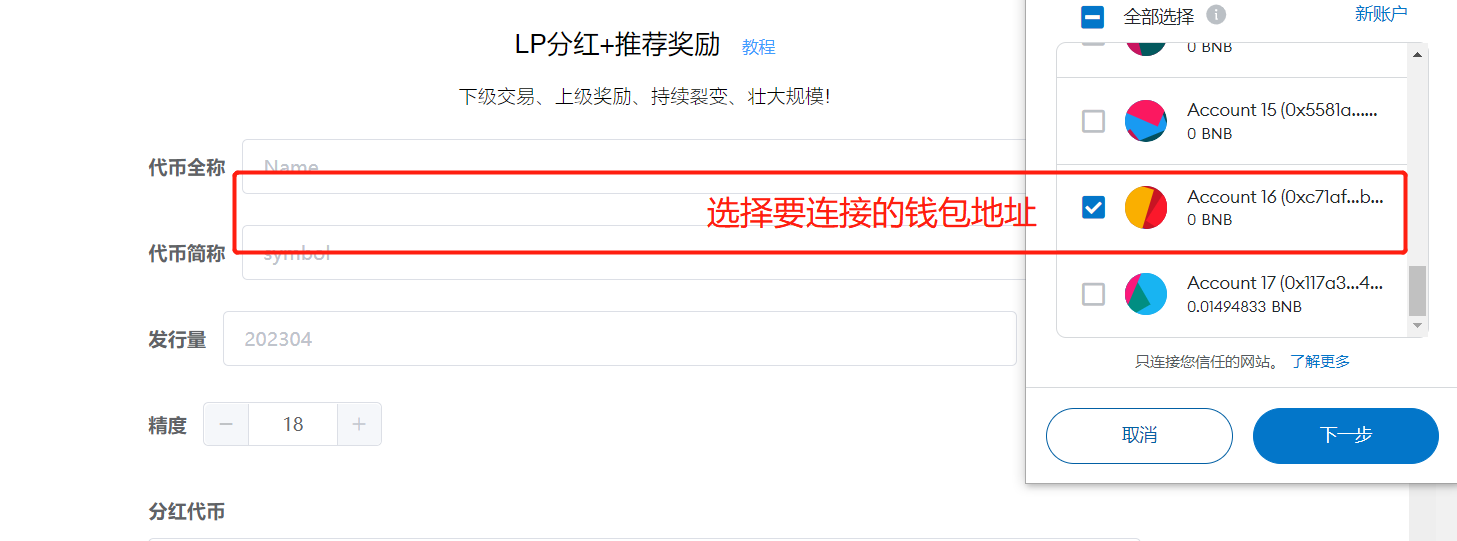 LP分红+推荐奖励 教程
下级交易、上级奖励、持续裂变、壮大规模！
代币全称 Name
代币简称 symbol
发行量 202304
精度 − 18 +
分红代币
选择要连接的钱包地址
全部选择 i 新账户
0 BNB
Account 15 (0x5581a...…
0 BNB
Account 16 (0xc71af...b...
0 BNB
Account 17 (0x117a3...4...
0.01494833 BNB
只连接您信任的网站。 了解更多
取消 下一步